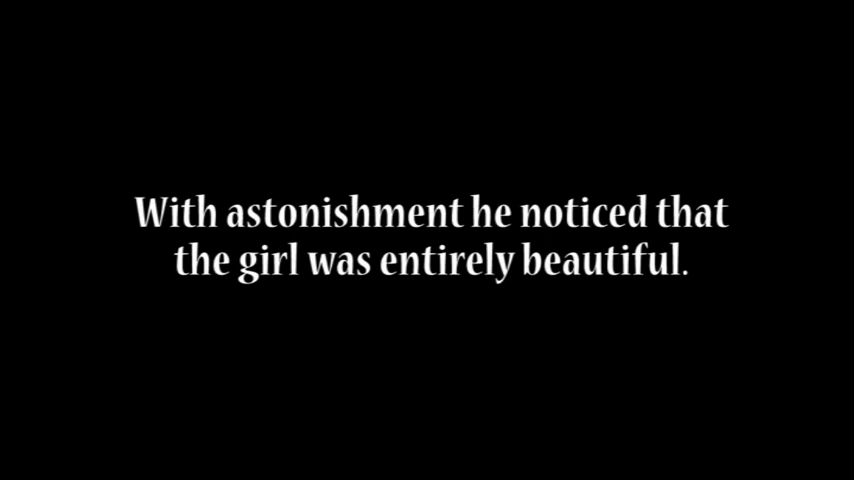 With astonishment he noticed that
the girl was entirely beautiful.